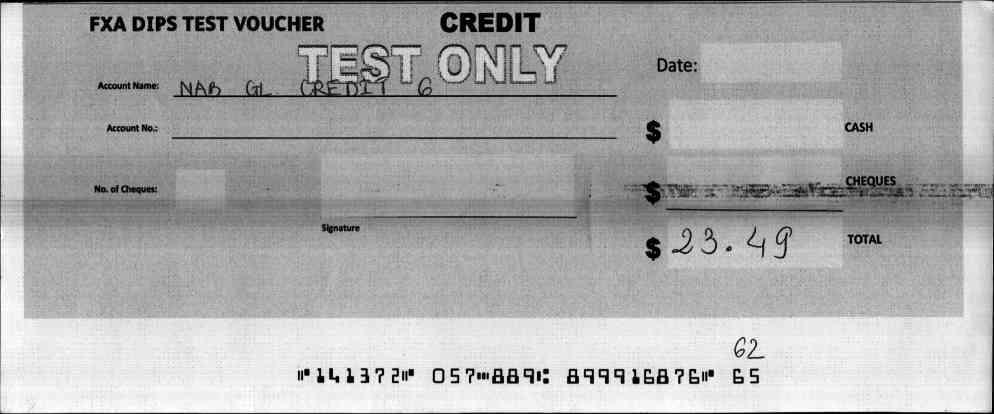 FXA DIPS TEST VOUCHER CREDIT
TEST ONLY
Date:
Account Name: NAB GL CREDIT 6
Account No.:
$ CASH
No. of Cheques:
$ CHEQUES
Signature
$ 23.49 TOTAL
62
⑈141372⑈ 057⑉889⑆ 899916876⑈ 65